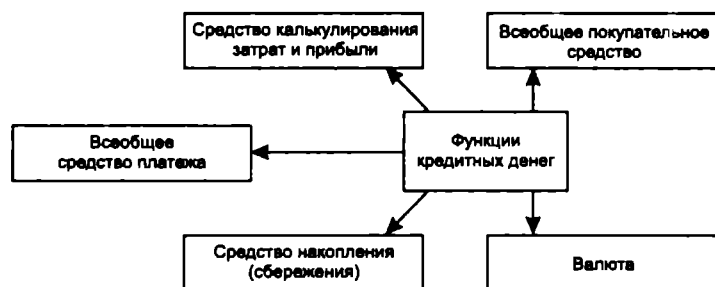 Средство калькулирования
затрат и прибыли
Всеобщее покупательное
средство
Всеобщее
средство платежа
Функции
кредитных денег
Средство накопления
(сбережения)
Валюта